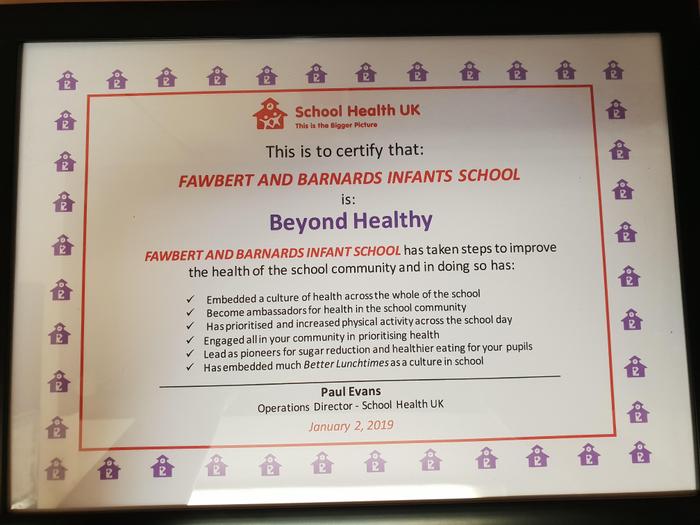 School Health UK
This is the Bigger Picture
This is to certify that:
FAWBERT AND BARNARDS INFANTS SCHOOL
is:
Beyond Healthy
FAWBERT AND BARNARDS INFANT SCHOOL has taken steps to improve
the health of the school community and in doing so has:
✓ Embedded a culture of health across the whole of the school
✓ Become ambassadors for health in the school community
✓ Has prioritised and increased physical activity across the school day
✓ Engaged all in your community in prioritising health
✓ Lead as pioneers for sugar reduction and healthier eating for your pupils
✓ Has embedded much Better Lunchtimes as a culture in school
Paul Evans
Operations Director - School Health UK
January 2, 2019